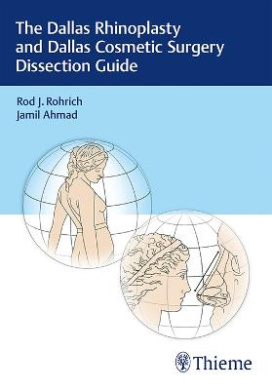 The Dallas Rhinoplasty
and Dallas Cosmetic Surgery
Dissection Guide
Rod J. Rohrich
Jamil Ahmad
Thieme